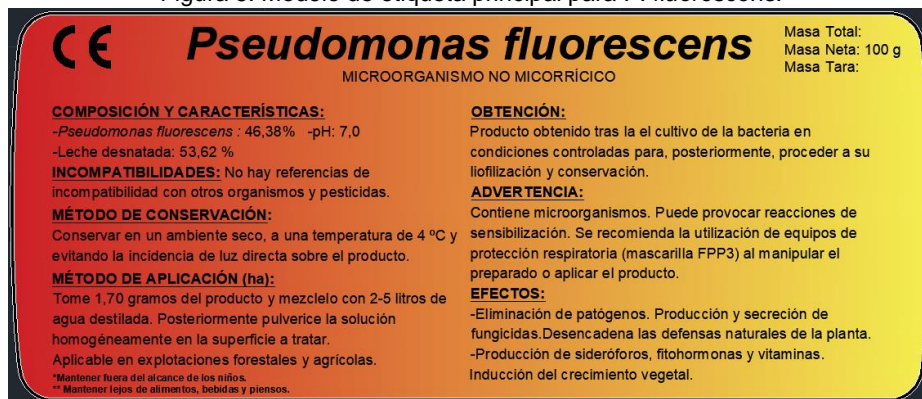 CE
Pseudomonas fluorescens
MICROORGANISMO NO MICORRÍCICO
Masa Total:
Masa Neta: 100 g
Masa Tara:
COMPOSICIÓN Y CARACTERÍSTICAS:
-Pseudomonas fluorescens : 46,38% -pH: 7,0
-Leche desnatada: 53,62 %
INCOMPATIBILIDADES: No hay referencias de
incompatibilidad con otros organismos y pesticidas.
MÉTODO DE CONSERVACIÓN:
Conservar en un ambiente seco, a una temperatura de 4 ºC y
evitando la incidencia de luz directa sobre el producto.
MÉTODO DE APLICACIÓN (ha):
Tome 1,70 gramos del producto y mezclelo con 2-5 litros de
agua destilada. Posteriormente pulverice la solución
homogéneamente en la superficie a tratar.
Aplicable en explotaciones forestales y agrícolas.
*Mantener fuera del alcance de los niños.
** Mantener lejos de alimentos, bebidas y piensos.
OBTENCIÓN:
Producto obtenido tras la el cultivo de la bacteria en
condiciones controladas para, posteriormente, proceder a su
liofilización y conservación.
ADVERTENCIA:
Contiene microorganismos. Puede provocar reacciones de
sensibilización. Se recomienda la utilización de equipos de
protección respiratoria (mascarilla FPP3) al manipular el
preparado o aplicar el producto.
EFECTOS:
-Eliminación de patógenos. Producción y secreción de
fungicidas.Desencadena las defensas naturales de la planta.
-Producción de sideróforos, fitohormonas y vitaminas.
Inducción del crecimiento vegetal.